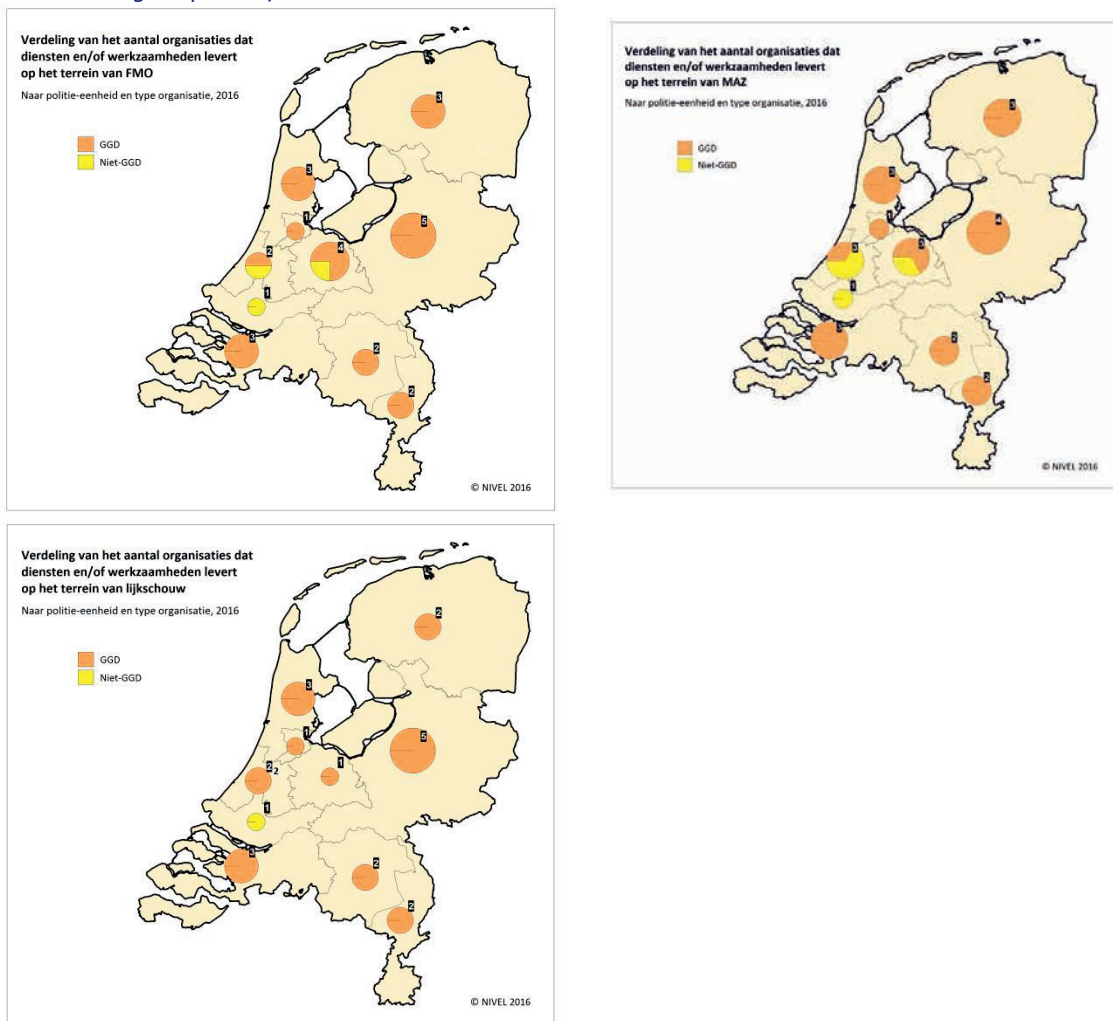 Verdeling van het aantal organisaties dat
diensten en/of werkzaamheden levert
op het terrein van FMO
Naar politie-eenheid en type organisatie, 2016
GGD
Niet-GGD
3
3
1
5
2
4
1
3
2
2
© NIVEL 2016
Verdeling van het aantal organisaties dat
diensten en/of werkzaamheden levert
op het terrein van MAZ
Naar politie-eenheid en type organisatie, 2016
GGD
Niet-GGD
3
3
1
4
3
3
1
2
2
© NIVEL 2016
Verdeling van het aantal organisaties dat
diensten en/of werkzaamheden levert
op het terrein van lijkschouw
Naar politie-eenheid en type organisatie, 2016
GGD
Niet-GGD
2
3
1
5
2 2
1
1
3
2
2
© NIVEL 2016